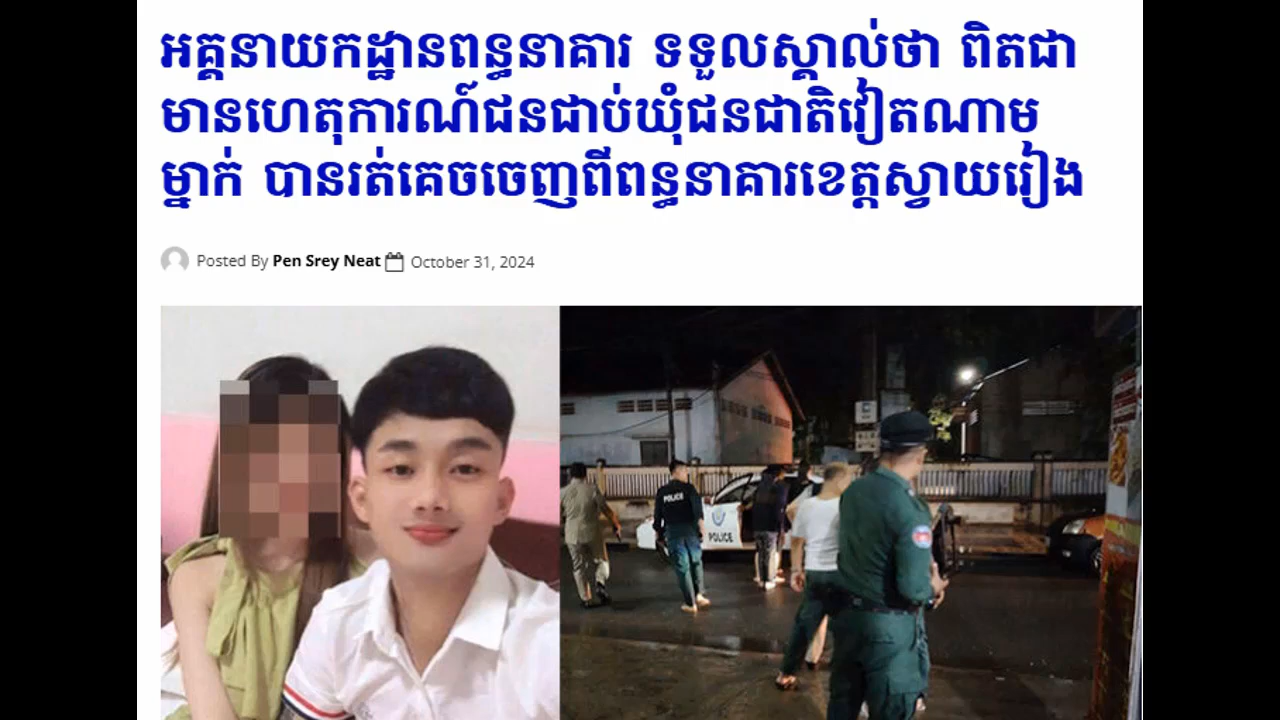 អគ្គនាយកដ្ឋានពន្ធនាគារ ទទួលស្គាល់ថា ពិតជា
មានហេតុការណ៍ជនជាប់ឃុំជនជាតិវៀតណាម
ម្នាក់ បានរត់គេចចេញពីពន្ធនាគារខេត្តស្វាយរៀង
Posted By Pen Srey Neat October 31, 2024
POLICE
POLICE